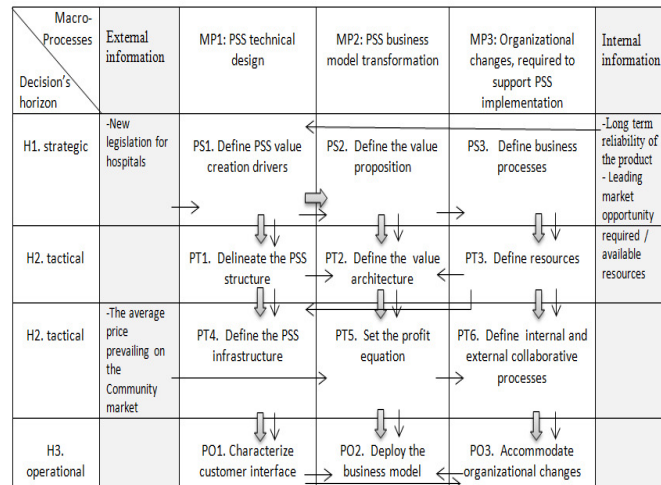 Macro-
Processes
Decision's
horizon
External
information
MP1: PSS technical
design
MP2: PSS business
model transformation
MP3: Organizational
changes, required to
support PSS
implementation
Internal
information
H1. strategic
-New
legislation for
hospitals
PS1. Define PSS value
creation drivers
PS2. Define the value
proposition
PS3. Define business
processes
-Long term
reliability of
the product
- Leading
market
opportunity
H2. tactical
PT1. Delineate the PSS
structure
PT2. Define the value
architecture
PT3. Define resources
required /
available
resources
H2. tactical
-The average
price
prevailing on
the
Community
market
PT4. Define the PSS
infrastructure
PT5. Set the profit
equation
PT6. Define internal and
external collaborative
processes
H3.
operational
PO1. Characterize
customer interface
PO2. Deploy the
business model
PO3. Accommodate
organizational changes